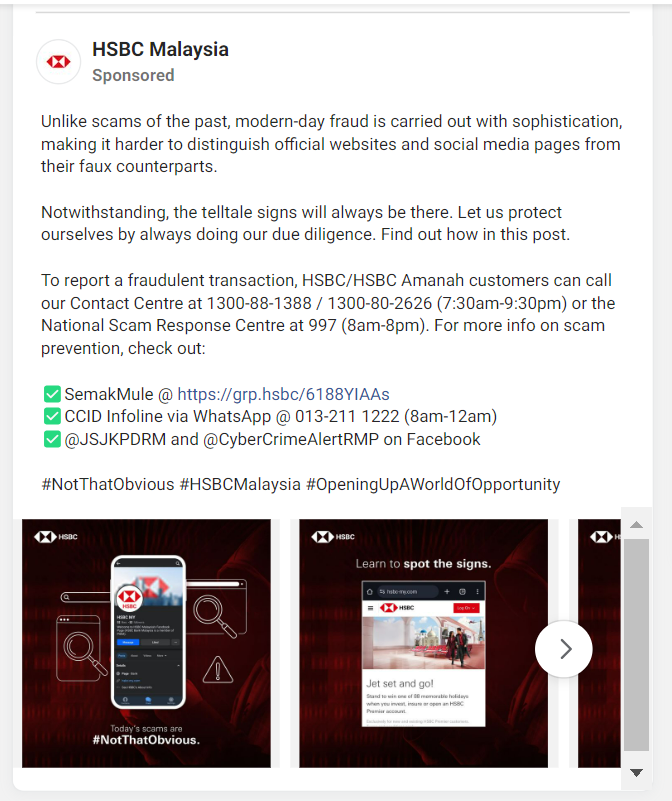 HSBC Malaysia
Sponsored
Unlike scams of the past, modern-day fraud is carried out with sophistication,
making it harder to distinguish official websites and social media pages from
their faux counterparts.
Notwithstanding, the telltale signs will always be there. Let us protect
ourselves by always doing our due diligence. Find out how in this post.
To report a fraudulent transaction, HSBC/HSBC Amanah customers can call
our Contact Centre at 1300-88-1388 / 1300-80-2626 (7:30am-9:30pm) or the
National Scam Response Centre at 997 (8am-8pm). For more info on scam
prevention, check out:
✅ SemakMule @ https://grp.hsbc/6188YIAAs
✅ CCID Infoline via WhatsApp @ 013-211 1222 (8am-12am)
✅ @JSJKPDRM and @CyberCrimeAlertRMP on Facebook
#NotThatObvious #HSBCMalaysia #OpeningUpAWorldOfOpportunity
HSBC
HSBC
HSBC MY
Today's scams are
#NotThatObvious.
HSBC
Learn to spot the signs.
HSBC
Log On
Jet set and go!
Stand to win one of 88 memorable holidays
when you invest, insure or open an HSBC
Premier account.
H